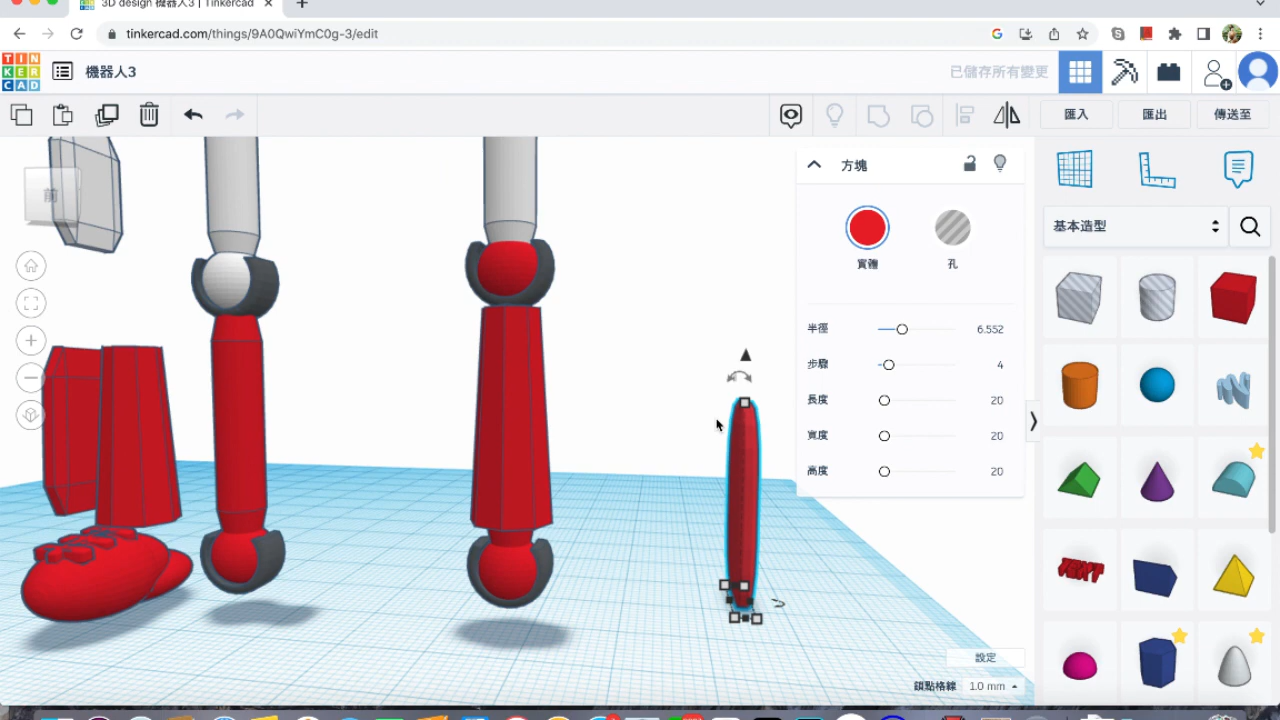 3D design 機器人3 | Tinkercad
tinkercad.com/things/9A0QwiYmC0g-3/edit
TIN
KER
CAD
機器人3
已儲存所有變更
匯入
匯出
傳送至
前
方塊
實體
孔
半徑 6.552
步驟 4
長度 20
寬度 20
高度 20
基本造型
TEXT
設定
鎖點格線 1.0 mm